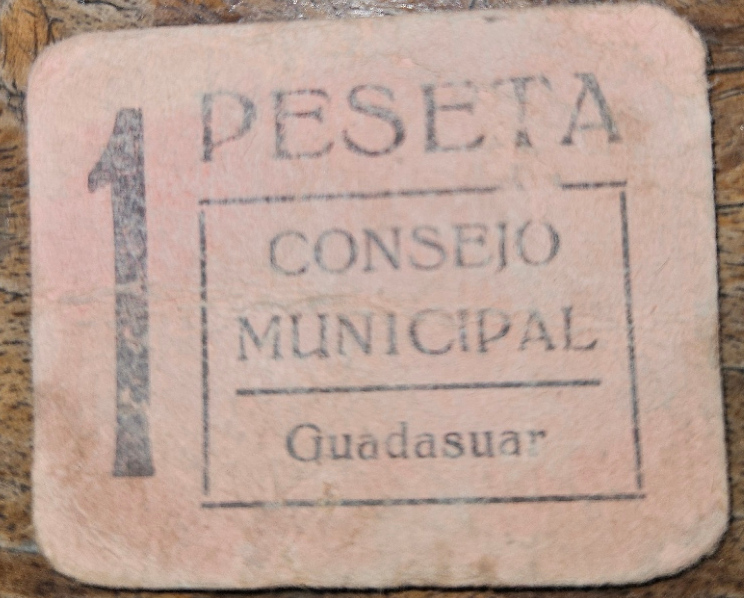 1 PESETA
CONSEJO
MUNICIPAL
Guadasuar